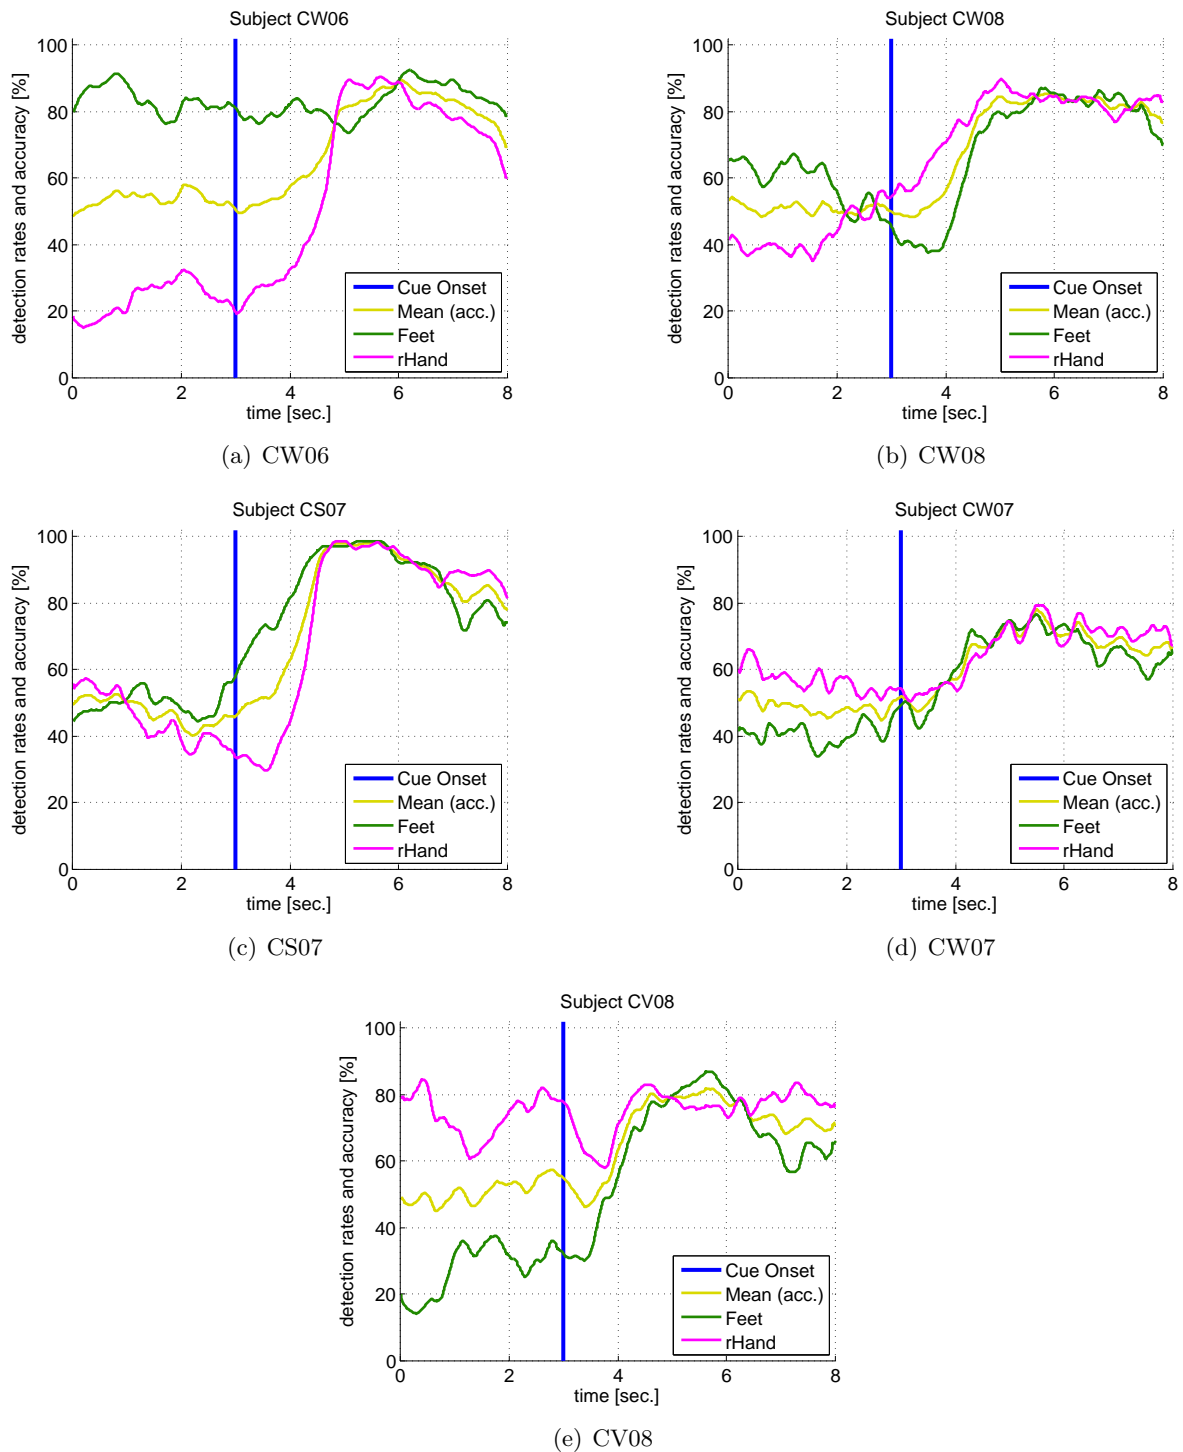 Subject CW06
detection rates and accuracy [%]
100
80
60
40
20
0
Cue Onset
Mean (acc.)
Feet
rHand
0 2 4 6 8
time [sec.]
(a) CW06
Subject CW08
detection rates and accuracy [%]
100
80
60
40
20
0
Cue Onset
Mean (acc.)
Feet
rHand
0 2 4 6 8
time [sec.]
(b) CW08
Subject CS07
detection rates and accuracy [%]
100
80
60
40
20
0
Cue Onset
Mean (acc.)
Feet
rHand
0 2 4 6 8
time [sec.]
(c) CS07
Subject CW07
detection rates and accuracy [%]
100
80
60
40
20
0
Cue Onset
Mean (acc.)
Feet
rHand
0 2 4 6 8
time [sec.]
(d) CW07
Subject CV08
detection rates and accuracy [%]
100
80
60
40
20
0
Cue Onset
Mean (acc.)
Feet
rHand
0 2 4 6 8
time [sec.]
(e) CV08